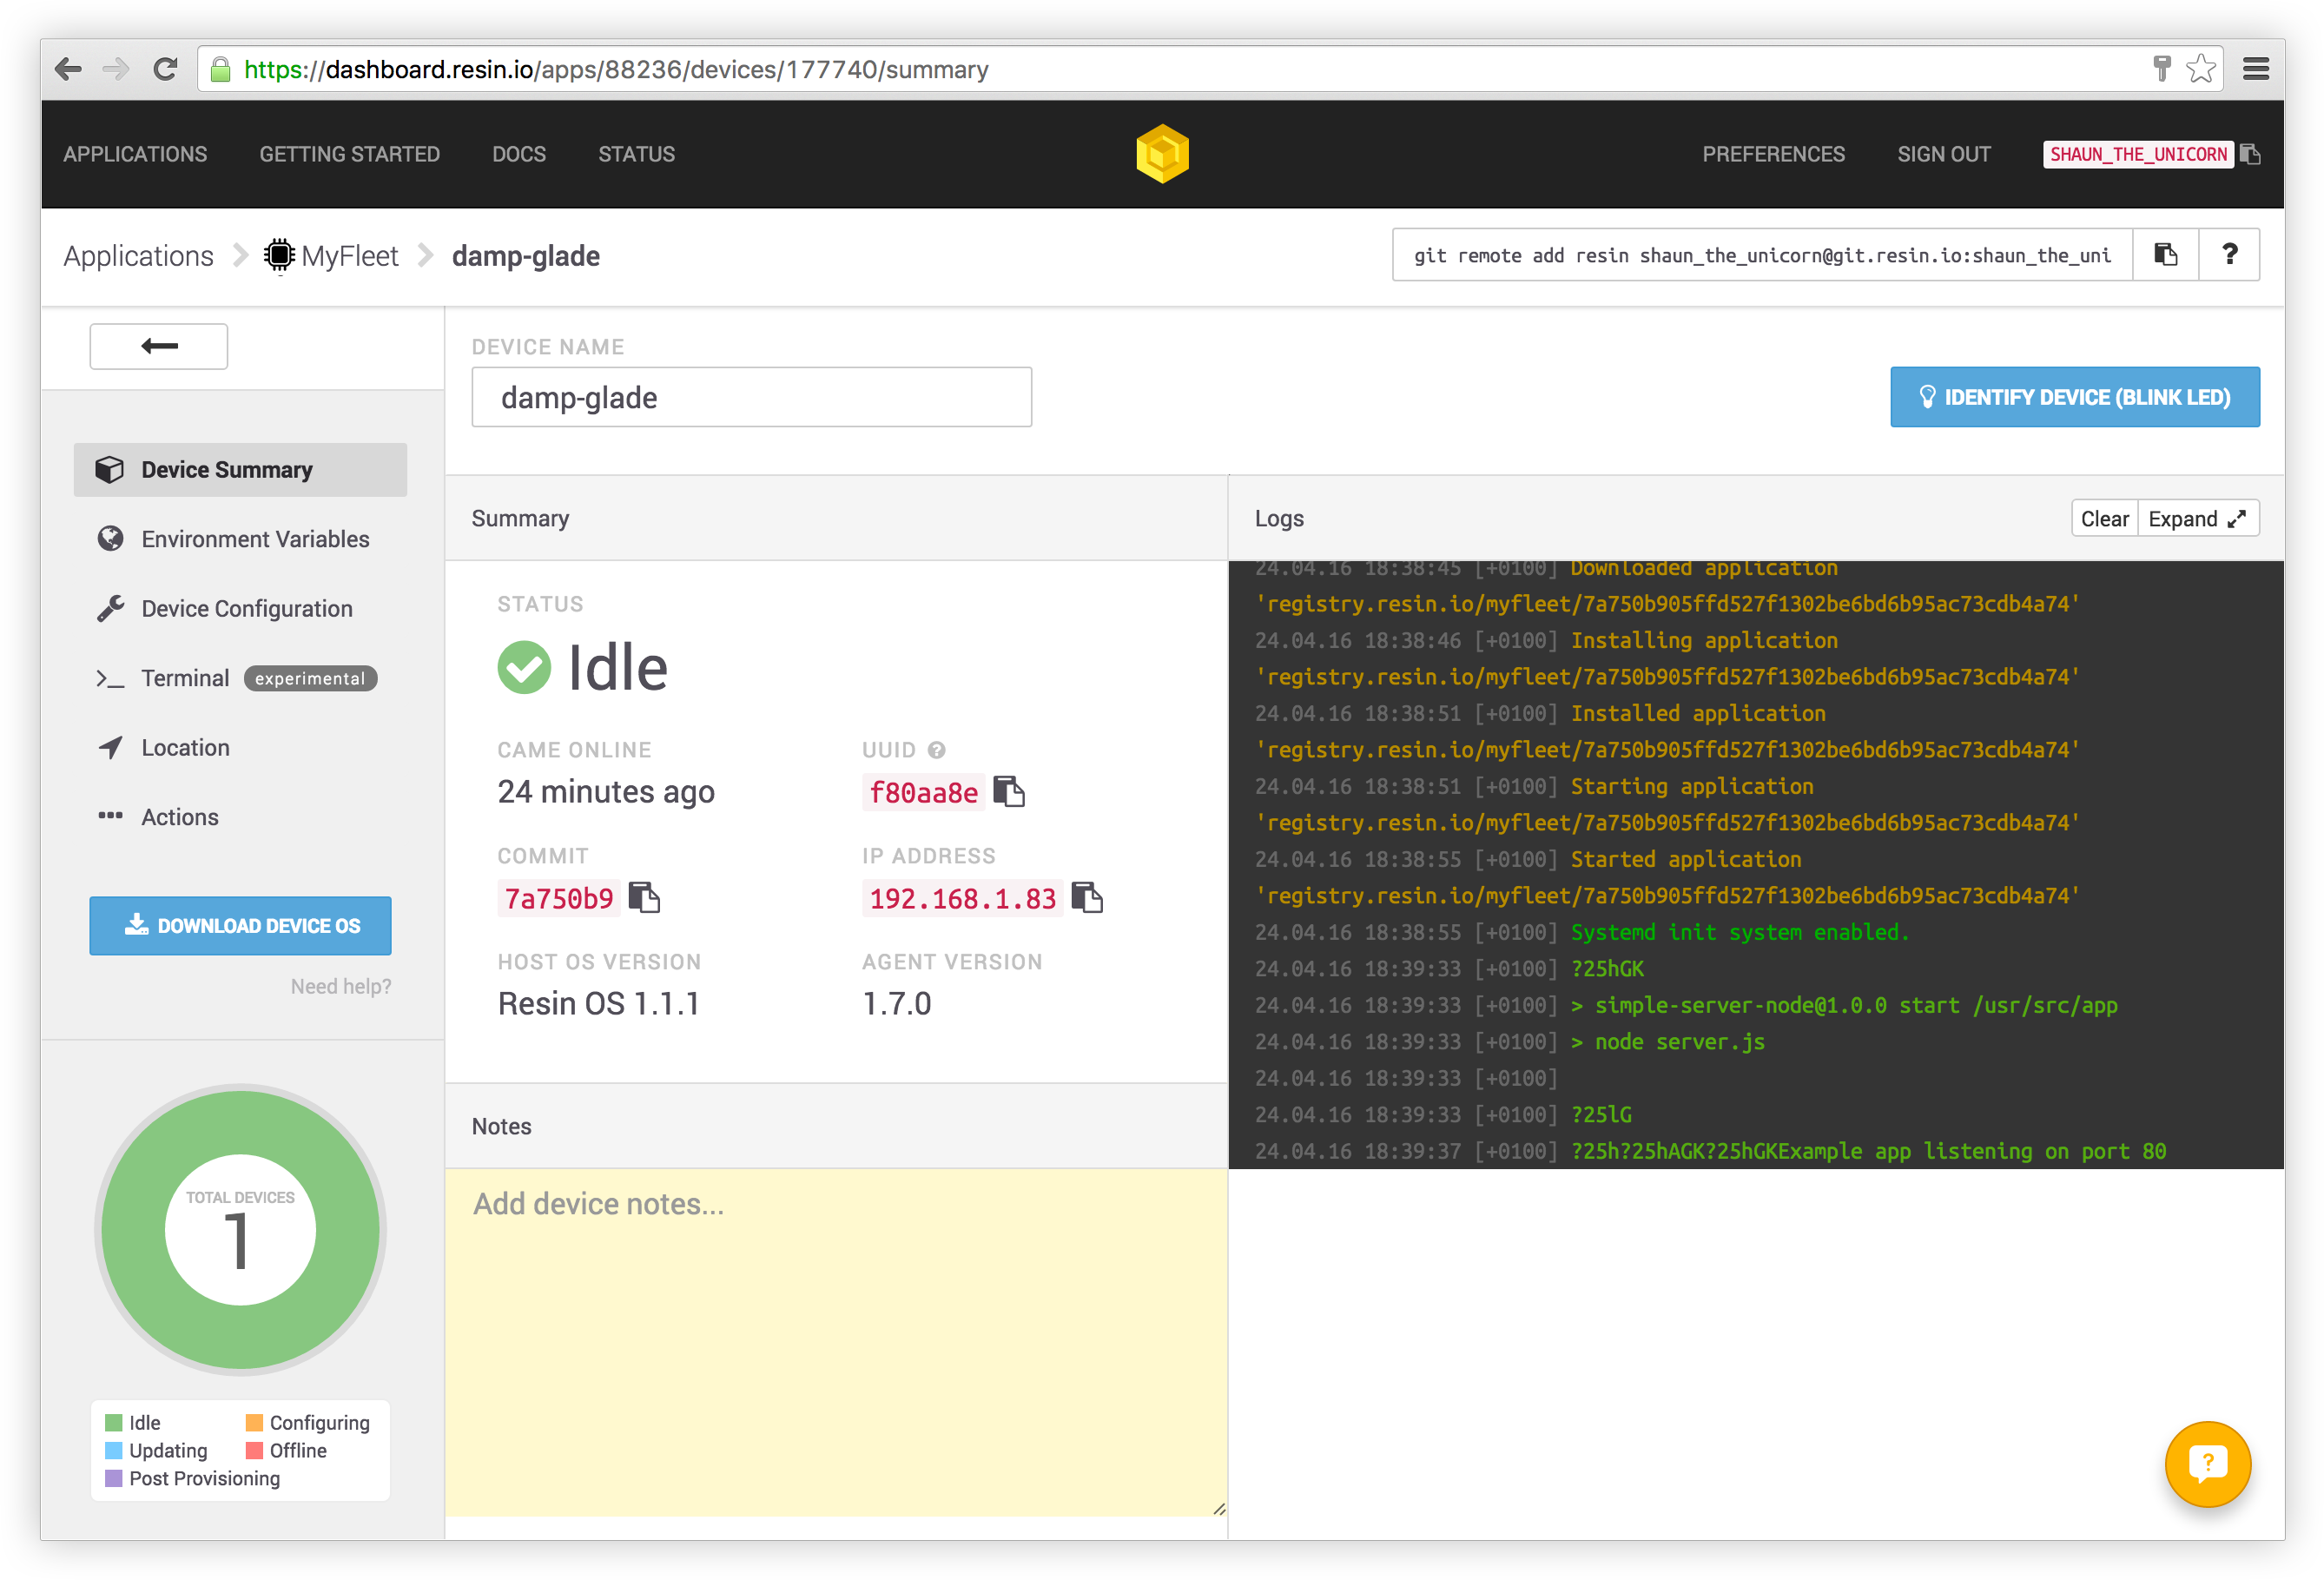 https://dashboard.resin.io/apps/88236/devices/177740/summary
APPLICATIONS GETTING STARTED DOCS STATUS PREFERENCES SIGN OUT SHAUN_THE_UNICORN
Applications MyFleet damp-glade
git remote add resin shaun_the_unicorn@git.resin.io:shaun_the_uni ?
DEVICE NAME
damp-glade
IDENTIFY DEVICE (BLINK LED)
Device Summary
Environment Variables
Device Configuration
Terminal experimental
Location
Actions
DOWNLOAD DEVICE OS
Need help?
TOTAL DEVICES
1
Idle Configuring
Updating Offline
Post Provisioning
Summary
STATUS
Idle
CAME ONLINE UUID ?
24 minutes ago f80aa8e
COMMIT IP ADDRESS
7a750b9 192.168.1.83
HOST OS VERSION AGENT VERSION
Resin OS 1.1.1 1.7.0
Notes
Add device notes...
Logs Clear Expand
24.04.16 18:38:45 [+0100] Downloaded application
'registry.resin.io/myfleet/7a750b905ffd527f1302be6bd6b95ac73cdb4a74'
24.04.16 18:38:46 [+0100] Installing application
'registry.resin.io/myfleet/7a750b905ffd527f1302be6bd6b95ac73cdb4a74'
24.04.16 18:38:51 [+0100] Installed application
'registry.resin.io/myfleet/7a750b905ffd527f1302be6bd6b95ac73cdb4a74'
24.04.16 18:38:51 [+0100] Starting application
'registry.resin.io/myfleet/7a750b905ffd527f1302be6bd6b95ac73cdb4a74'
24.04.16 18:38:55 [+0100] Started application
'registry.resin.io/myfleet/7a750b905ffd527f1302be6bd6b95ac73cdb4a74'
24.04.16 18:38:55 [+0100] Systemd init system enabled.
24.04.16 18:39:33 [+0100] ?25hGK
24.04.16 18:39:33 [+0100] > simple-server-node@1.0.0 start /usr/src/app
24.04.16 18:39:33 [+0100] > node server.js
24.04.16 18:39:33 [+0100]
24.04.16 18:39:33 [+0100] ?25lG
24.04.16 18:39:37 [+0100] ?25h?25hAGK?25hGKExample app listening on port 80
?